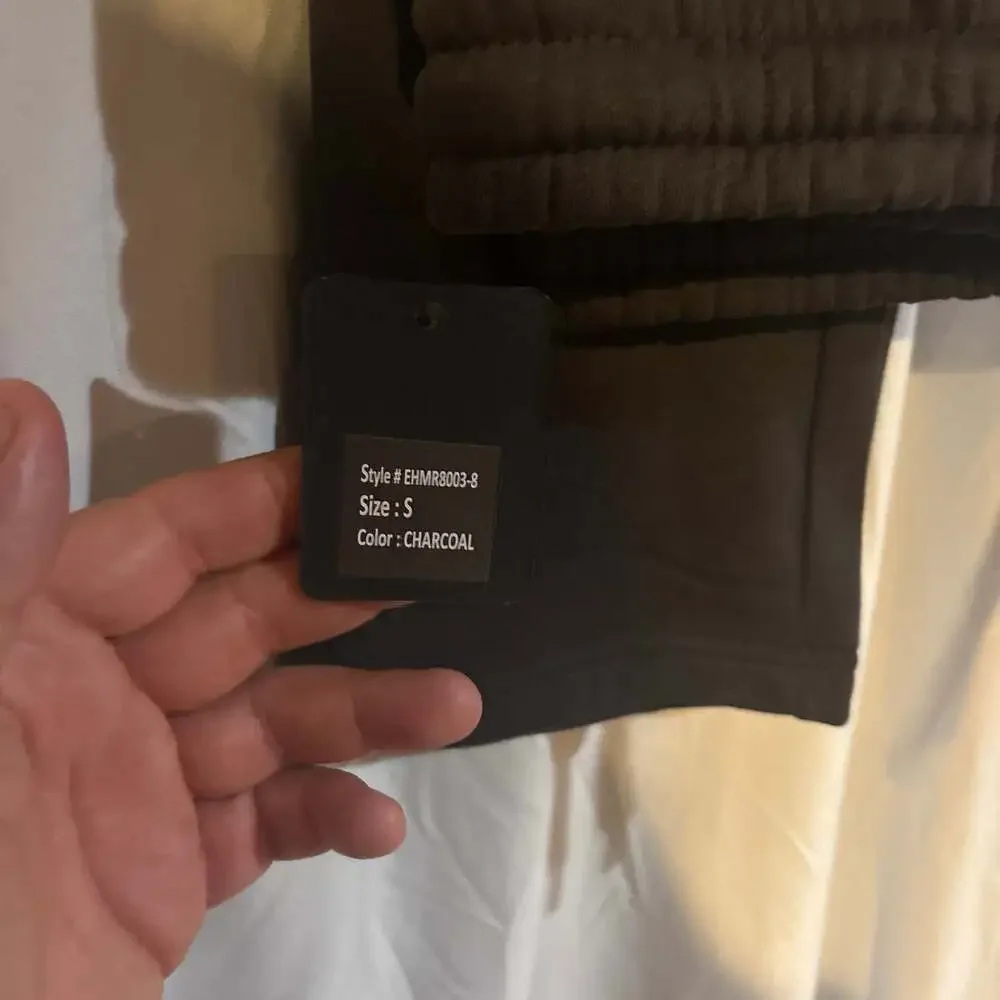 Style # EHMR8003-8
Size : S
Color : CHARCOAL